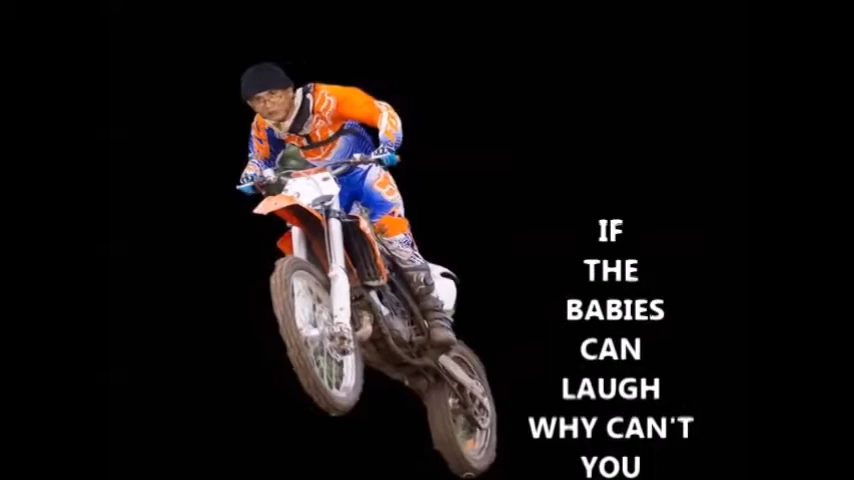 IF
THE
BABIES
CAN
LAUGH
WHY CAN'T
YOU